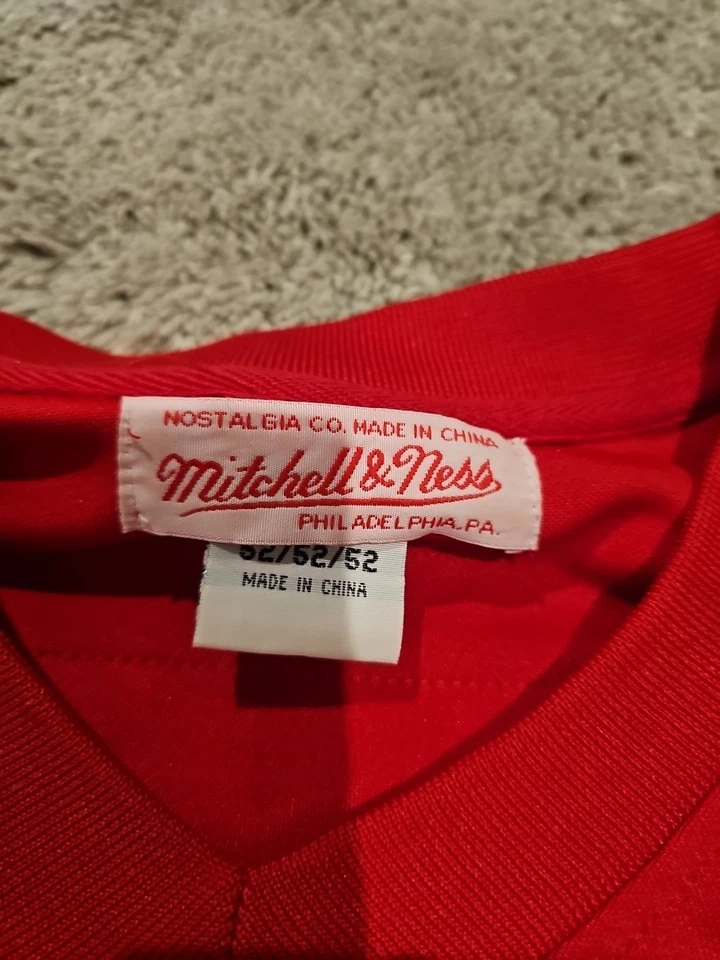 NOSTALGIA CO. MADE IN CHINA
Mitchell & Ness
PHILADELPHIA. PA.
52/52/52
MADE IN CHINA